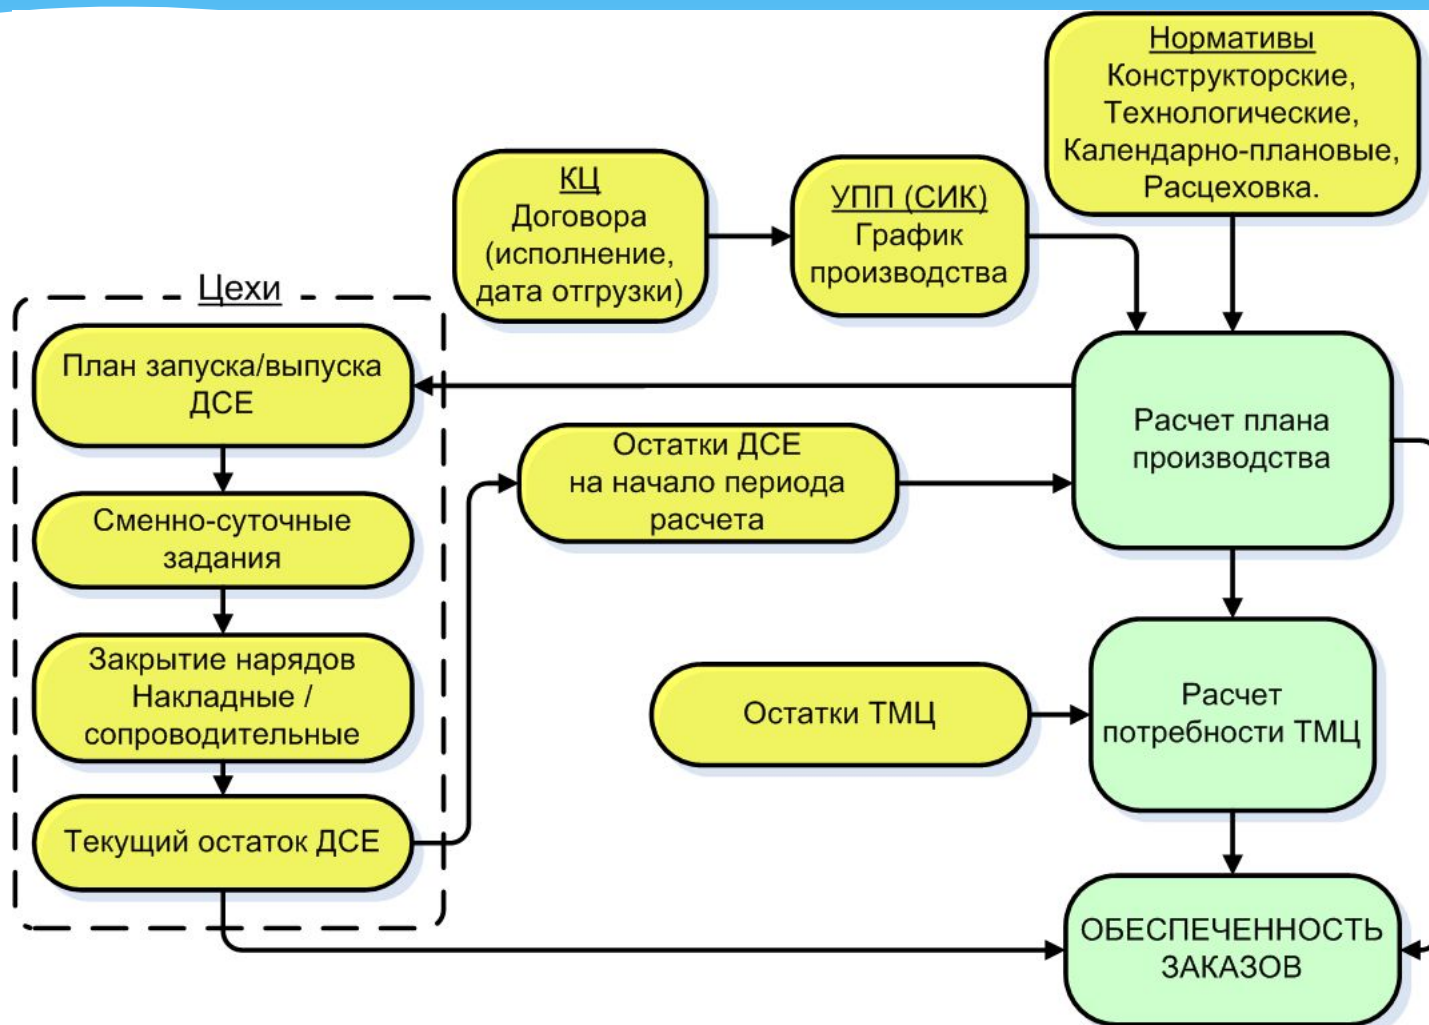 Нормативы
Конструкторские,
Технологические,
Календарно-плановые,
Расцеховка.
КЦ
Договора
(исполнение,
дата отгрузки)
УПП (СИК)
График
производства
Цехи
План запуска/выпуска
ДСЕ
Расчет плана
производства
Остатки ДСЕ
на начало периода
расчета
Сменно-суточные
задания
Закрытие нарядов
Накладные /
сопроводительные
Остатки ТМЦ
Расчет
потребности ТМЦ
Текущий остаток ДСЕ
ОБЕСПЕЧЕННОСТЬ
ЗАКАЗОВ